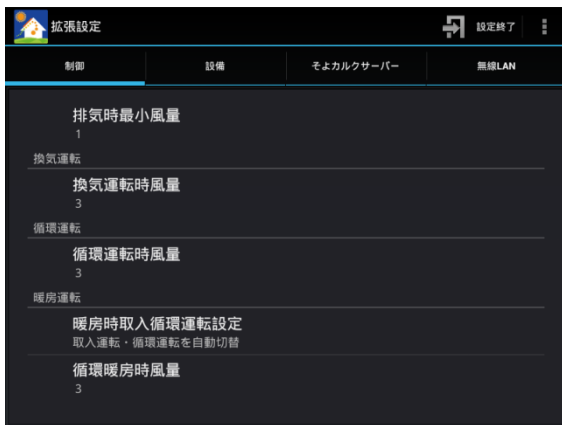 拡張設定
設定終了
制御
設備
そよカルクサーバー
無線LAN
排気時最小風量
1
換気運転
換気運転時風量
3
循環運転
循環運転時風量
3
暖房運転
暖房時取入循環運転設定
取入運転・循環運転を自動切替
循環暖房時風量
3